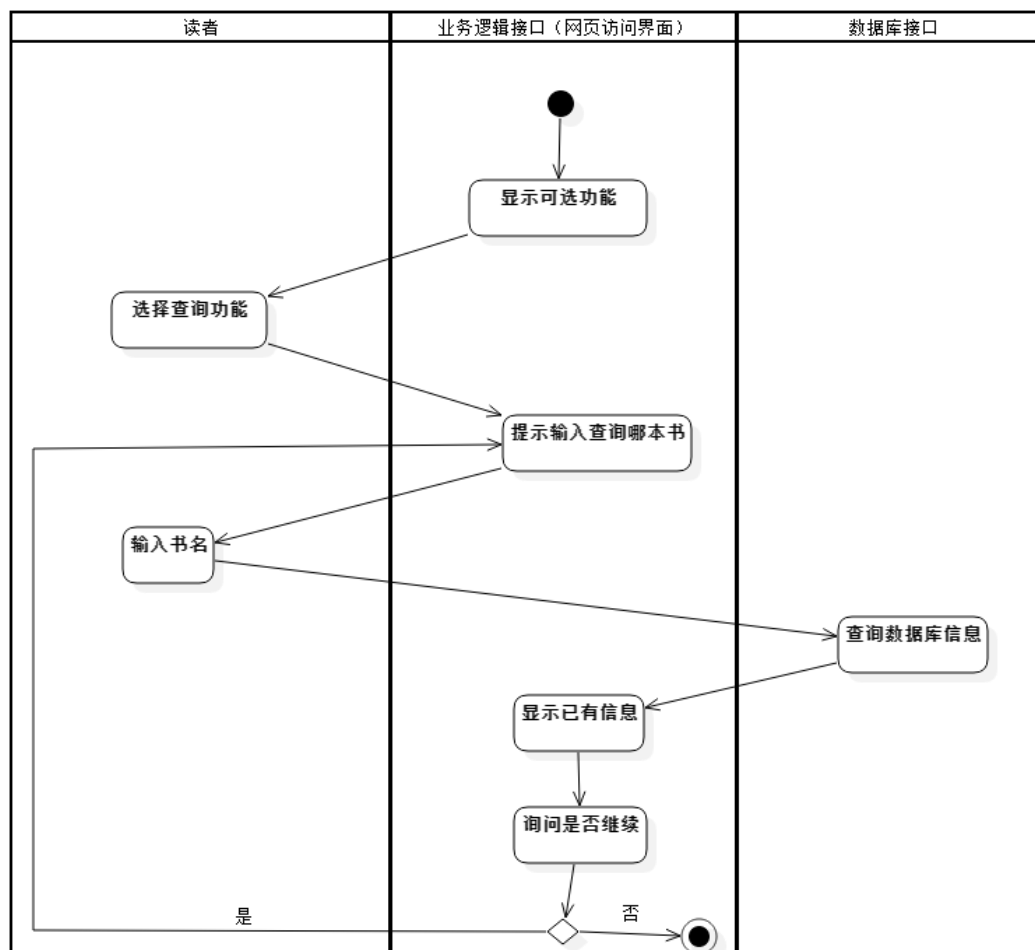 读者
业务逻辑接口（网页访问界面）
数据库接口
显示可选功能
选择查询功能
提示输入查询哪本书
输入书名
查询数据库信息
显示已有信息
询问是否继续
是
否